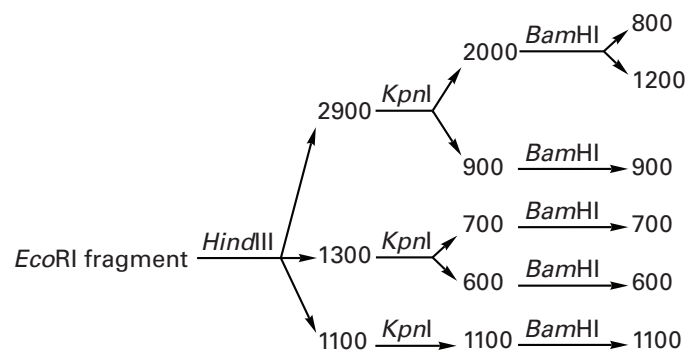 800
2000 BamHI
1200
2900 KpnI
900 BamHI 900
700 BamHI 700
EcoRI fragment HindIII 1300 KpnI
600 BamHI 600
1100 KpnI 1100 BamHI 1100